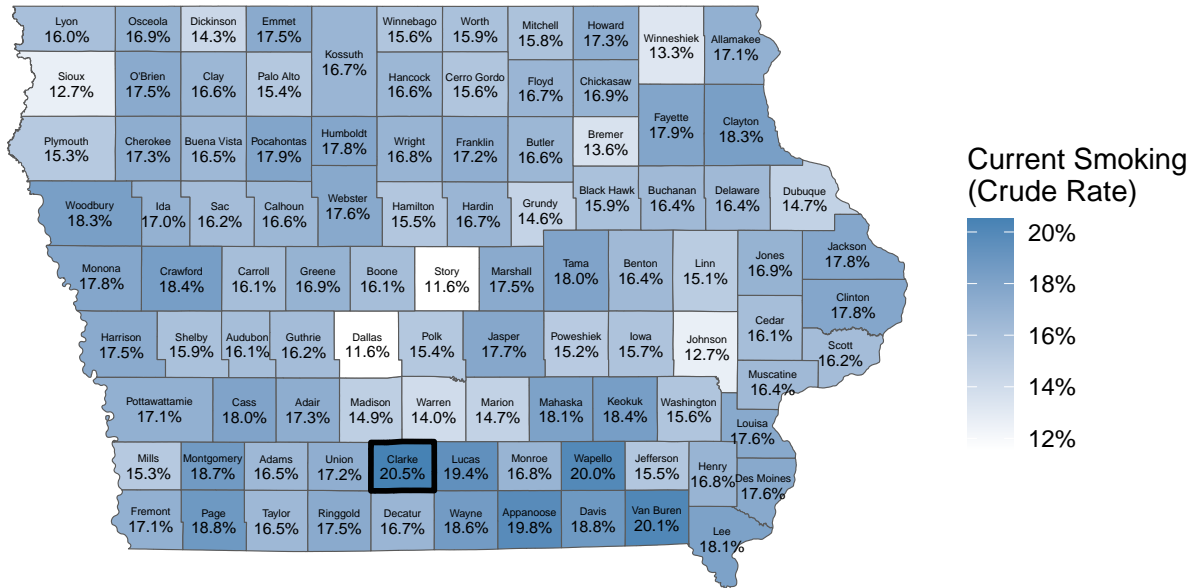 Lyon
16.0%
Osceola
16.9%
Dickinson
14.3%
Emmet
17.5%
Kossuth
16.7%
Winnebago
15.6%
Worth
15.9%
Mitchell
15.8%
Howard
17.3%
Winneshiek
13.3%
Allamakee
17.1%
Sioux
12.7%
O'Brien
17.5%
Clay
16.6%
Palo Alto
15.4%
Hancock
16.6%
Cerro Gordo
15.6%
Floyd
16.7%
Chickasaw
16.9%
Fayette
17.9%
Clayton
18.3%
Plymouth
15.3%
Cherokee
17.3%
Buena Vista
16.5%
Pocahontas
17.9%
Humboldt
17.8%
Wright
16.8%
Franklin
17.2%
Butler
16.6%
Bremer
13.6%
Woodbury
18.3%
Ida
17.0%
Sac
16.2%
Calhoun
16.6%
Webster
17.6%
Hamilton
15.5%
Hardin
16.7%
Grundy
14.6%
Black Hawk
15.9%
Buchanan
16.4%
Delaware
16.4%
Dubuque
14.7%
Monona
17.8%
Crawford
18.4%
Carroll
16.1%
Greene
16.9%
Boone
16.1%
Story
11.6%
Marshall
17.5%
Tama
18.0%
Benton
16.4%
Linn
15.1%
Jones
16.9%
Jackson
17.8%
Clinton
17.8%
Harrison
17.5%
Shelby
15.9%
Audubon
16.1%
Guthrie
16.2%
Dallas
11.6%
Polk
15.4%
Jasper
17.7%
Poweshiek
15.2%
Iowa
15.7%
Johnson
12.7%
Cedar
16.1%
Scott
16.2%
Muscatine
16.4%
Pottawattamie
17.1%
Cass
18.0%
Adair
17.3%
Madison
14.9%
Warren
14.0%
Marion
14.7%
Mahaska
18.1%
Keokuk
18.4%
Washington
15.6%
Louisa
17.6%
Mills
15.3%
Montgomery
18.7%
Adams
16.5%
Union
17.2%
Clarke
20.5%
Lucas
19.4%
Monroe
16.8%
Wapello
20.0%
Jefferson
15.5%
Henry
16.8%
Des Moines
17.6%
Fremont
17.1%
Page
18.8%
Taylor
16.5%
Ringgold
17.5%
Decatur
16.7%
Wayne
18.6%
Appanoose
19.8%
Davis
18.8%
Van Buren
20.1%
Lee
18.1%
Current Smoking
(Crude Rate)
20%
18%
16%
14%
12%